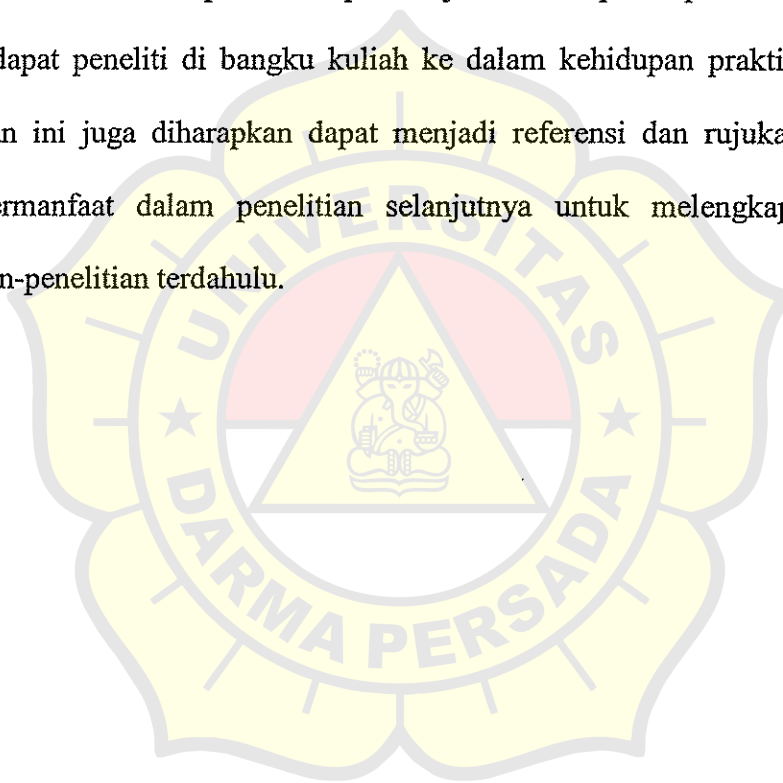 dapat peneliti di bangku kuliah ke dalam kehidupan prakti
n ini juga diharapkan dapat menjadi referensi dan rujuka
ermanfaat dalam penelitian selanjutnya untuk melengkap
n-penelitian terdahulu.
UNIVERSITAS
DARMA PERSADA